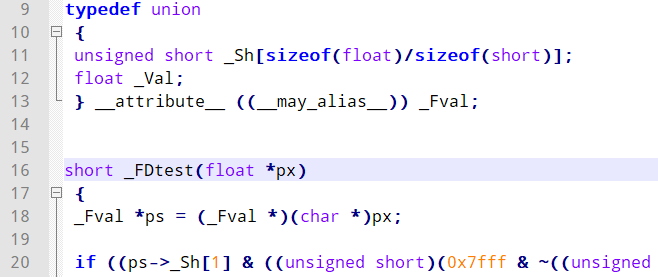 9 typedef union
10 {
11 unsigned short _Sh[sizeof(float)/sizeof(short)];
12 float _Val;
13 } __attribute__ ((__may_alias__)) _Fval;
14
15
16 short _FDtest(float *px)
17 {
18 _Fval *ps = (_Fval *)(char *)px;
19
20 if ((ps->_Sh[1] & ((unsigned short)(0x7fff & ~((unsigned